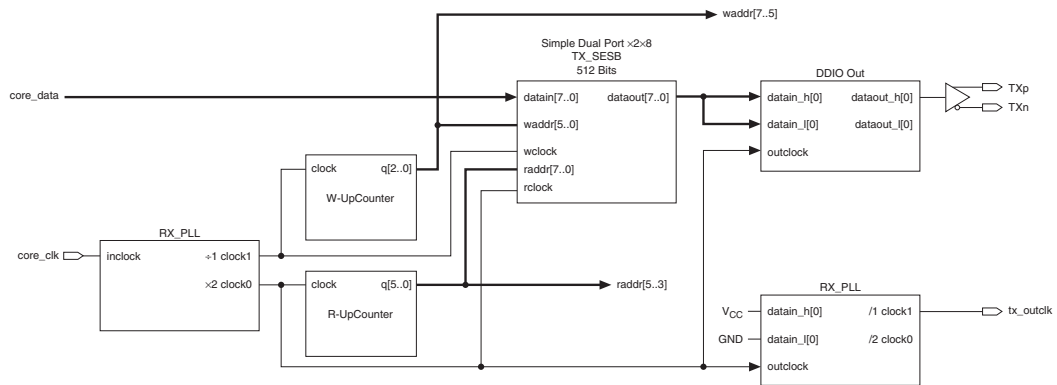 waddr[7..5]
Simple Dual Port ×2×8
TX_SESB
512 Bits
core_data
datain[7..0]
dataout[7..0]
waddr[5..0]
wclock
raddr[7..0]
rclock
DDIO Out
datain_h[0]
dataout_h[0]
datain_l[0]
dataout_l[0]
outclock
TXp
TXn
clock
q[2..0]
W-UpCounter
RX_PLL
core_clk
inclock
÷1 clock1
×2 clock0
clock
q[5..0]
R-UpCounter
raddr[5..3]
RX_PLL
VCC
datain_h[0]
/1 clock1
tx_outclk
GND
datain_l[0]
/2 clock0
outclock